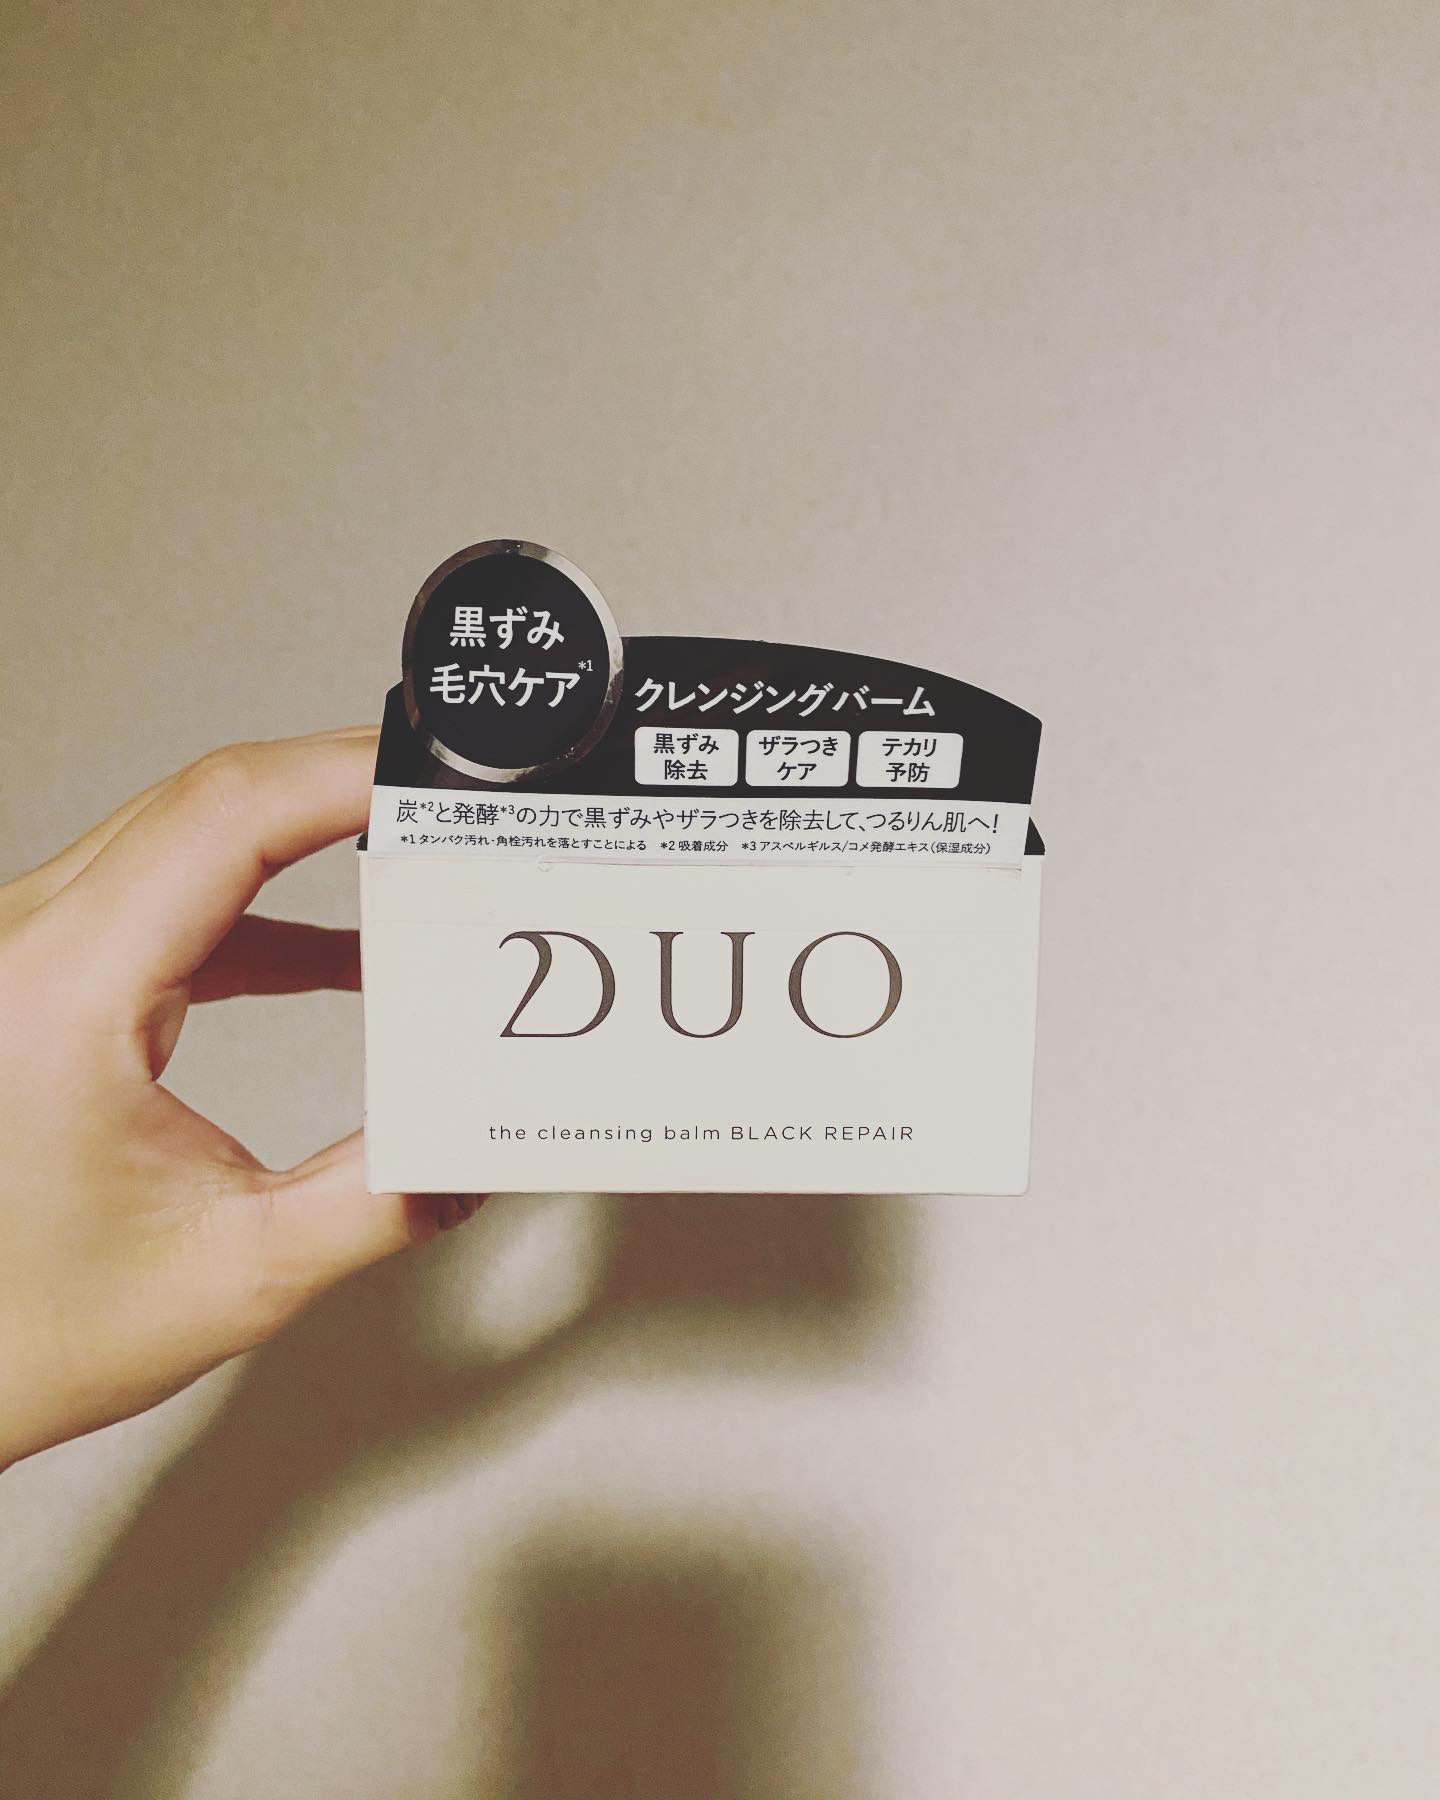 黒ずみ
毛穴ケア*1
クレンジングバーム
黒ずみ
除去
ザラつき
ケア
テカリ
予防
炭*2と発酵*3の力で黒ずみやザラつきを除去して、つるりん肌へ!
*1 タンパク汚れ・角栓汚れを落とすことによる *2 吸着成分 *3 アスペルギルス/コメ発酵エキス(保湿成分)
DUO
the cleansing balm BLACK REPAIR